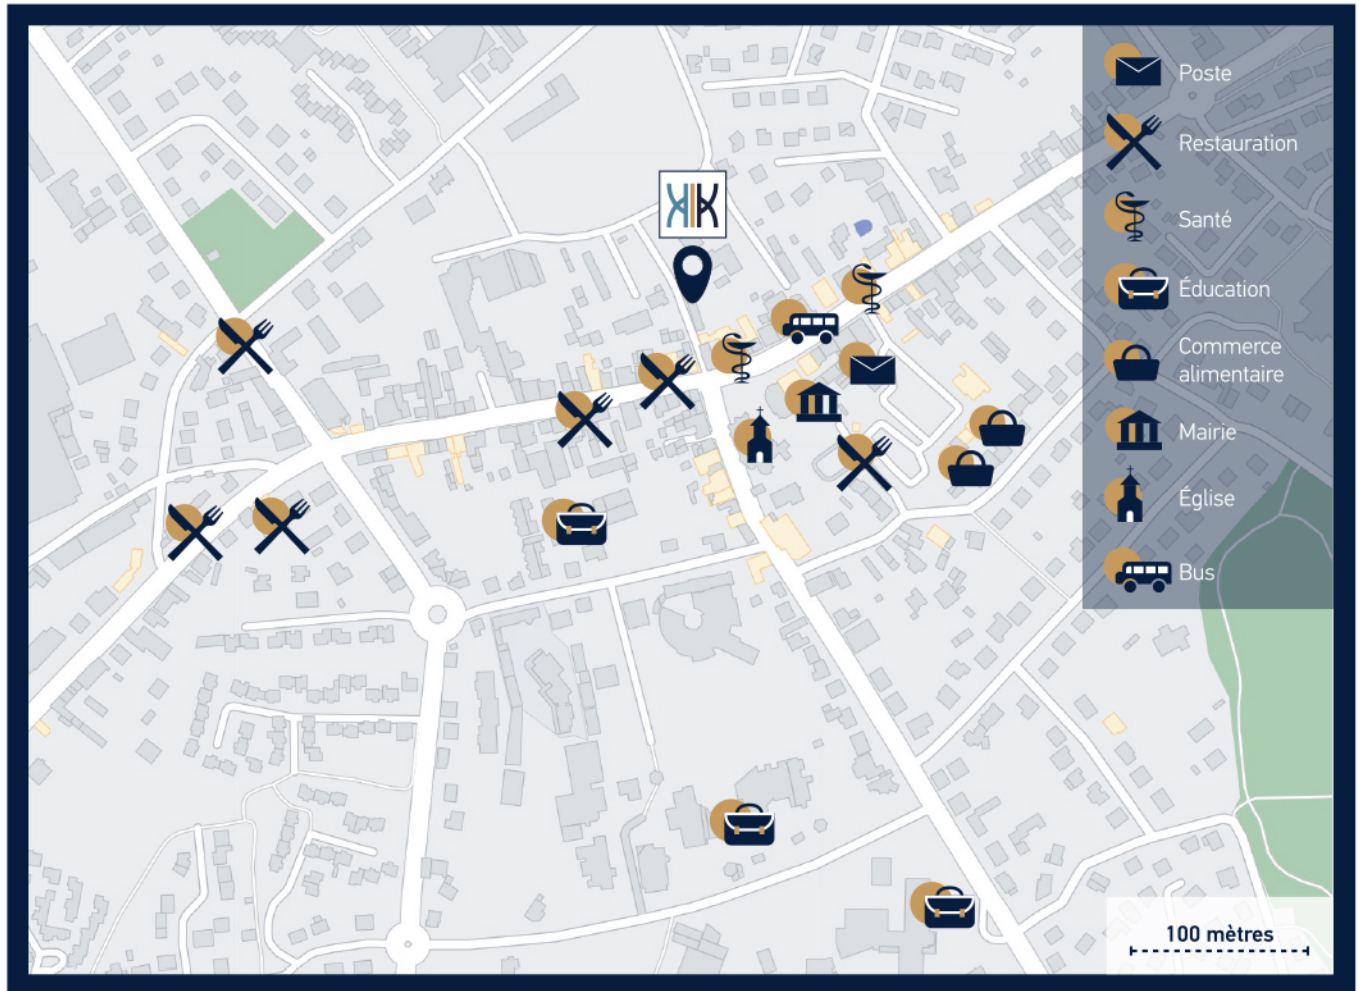 Poste
Restauration
Santé
Éducation
Commerce
alimentaire
Mairie
Église
Bus
100 mètres